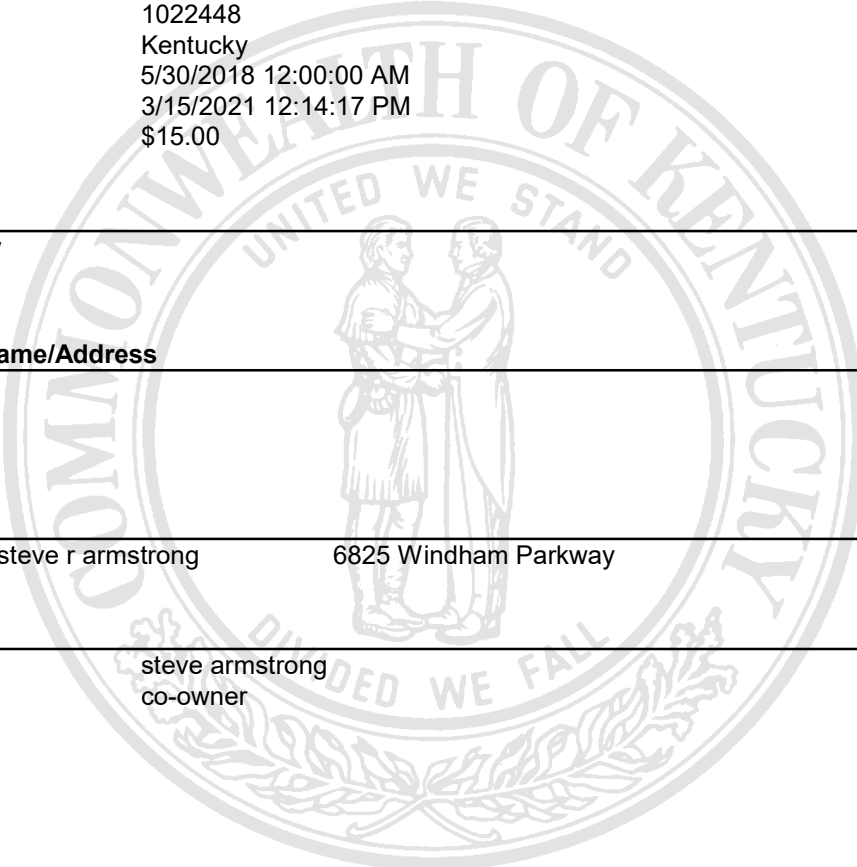 1022448
Kentucky
5/30/2018 12:00:00 AM
3/15/2021 12:14:17 PM
$15.00
COMMONWEALTH OF KENTUCKY
UNITED WE STAND
ame/Address
steve r armstrong 6825 Windham Parkway
DIVIDED WE FALL
steve armstrong
co-owner